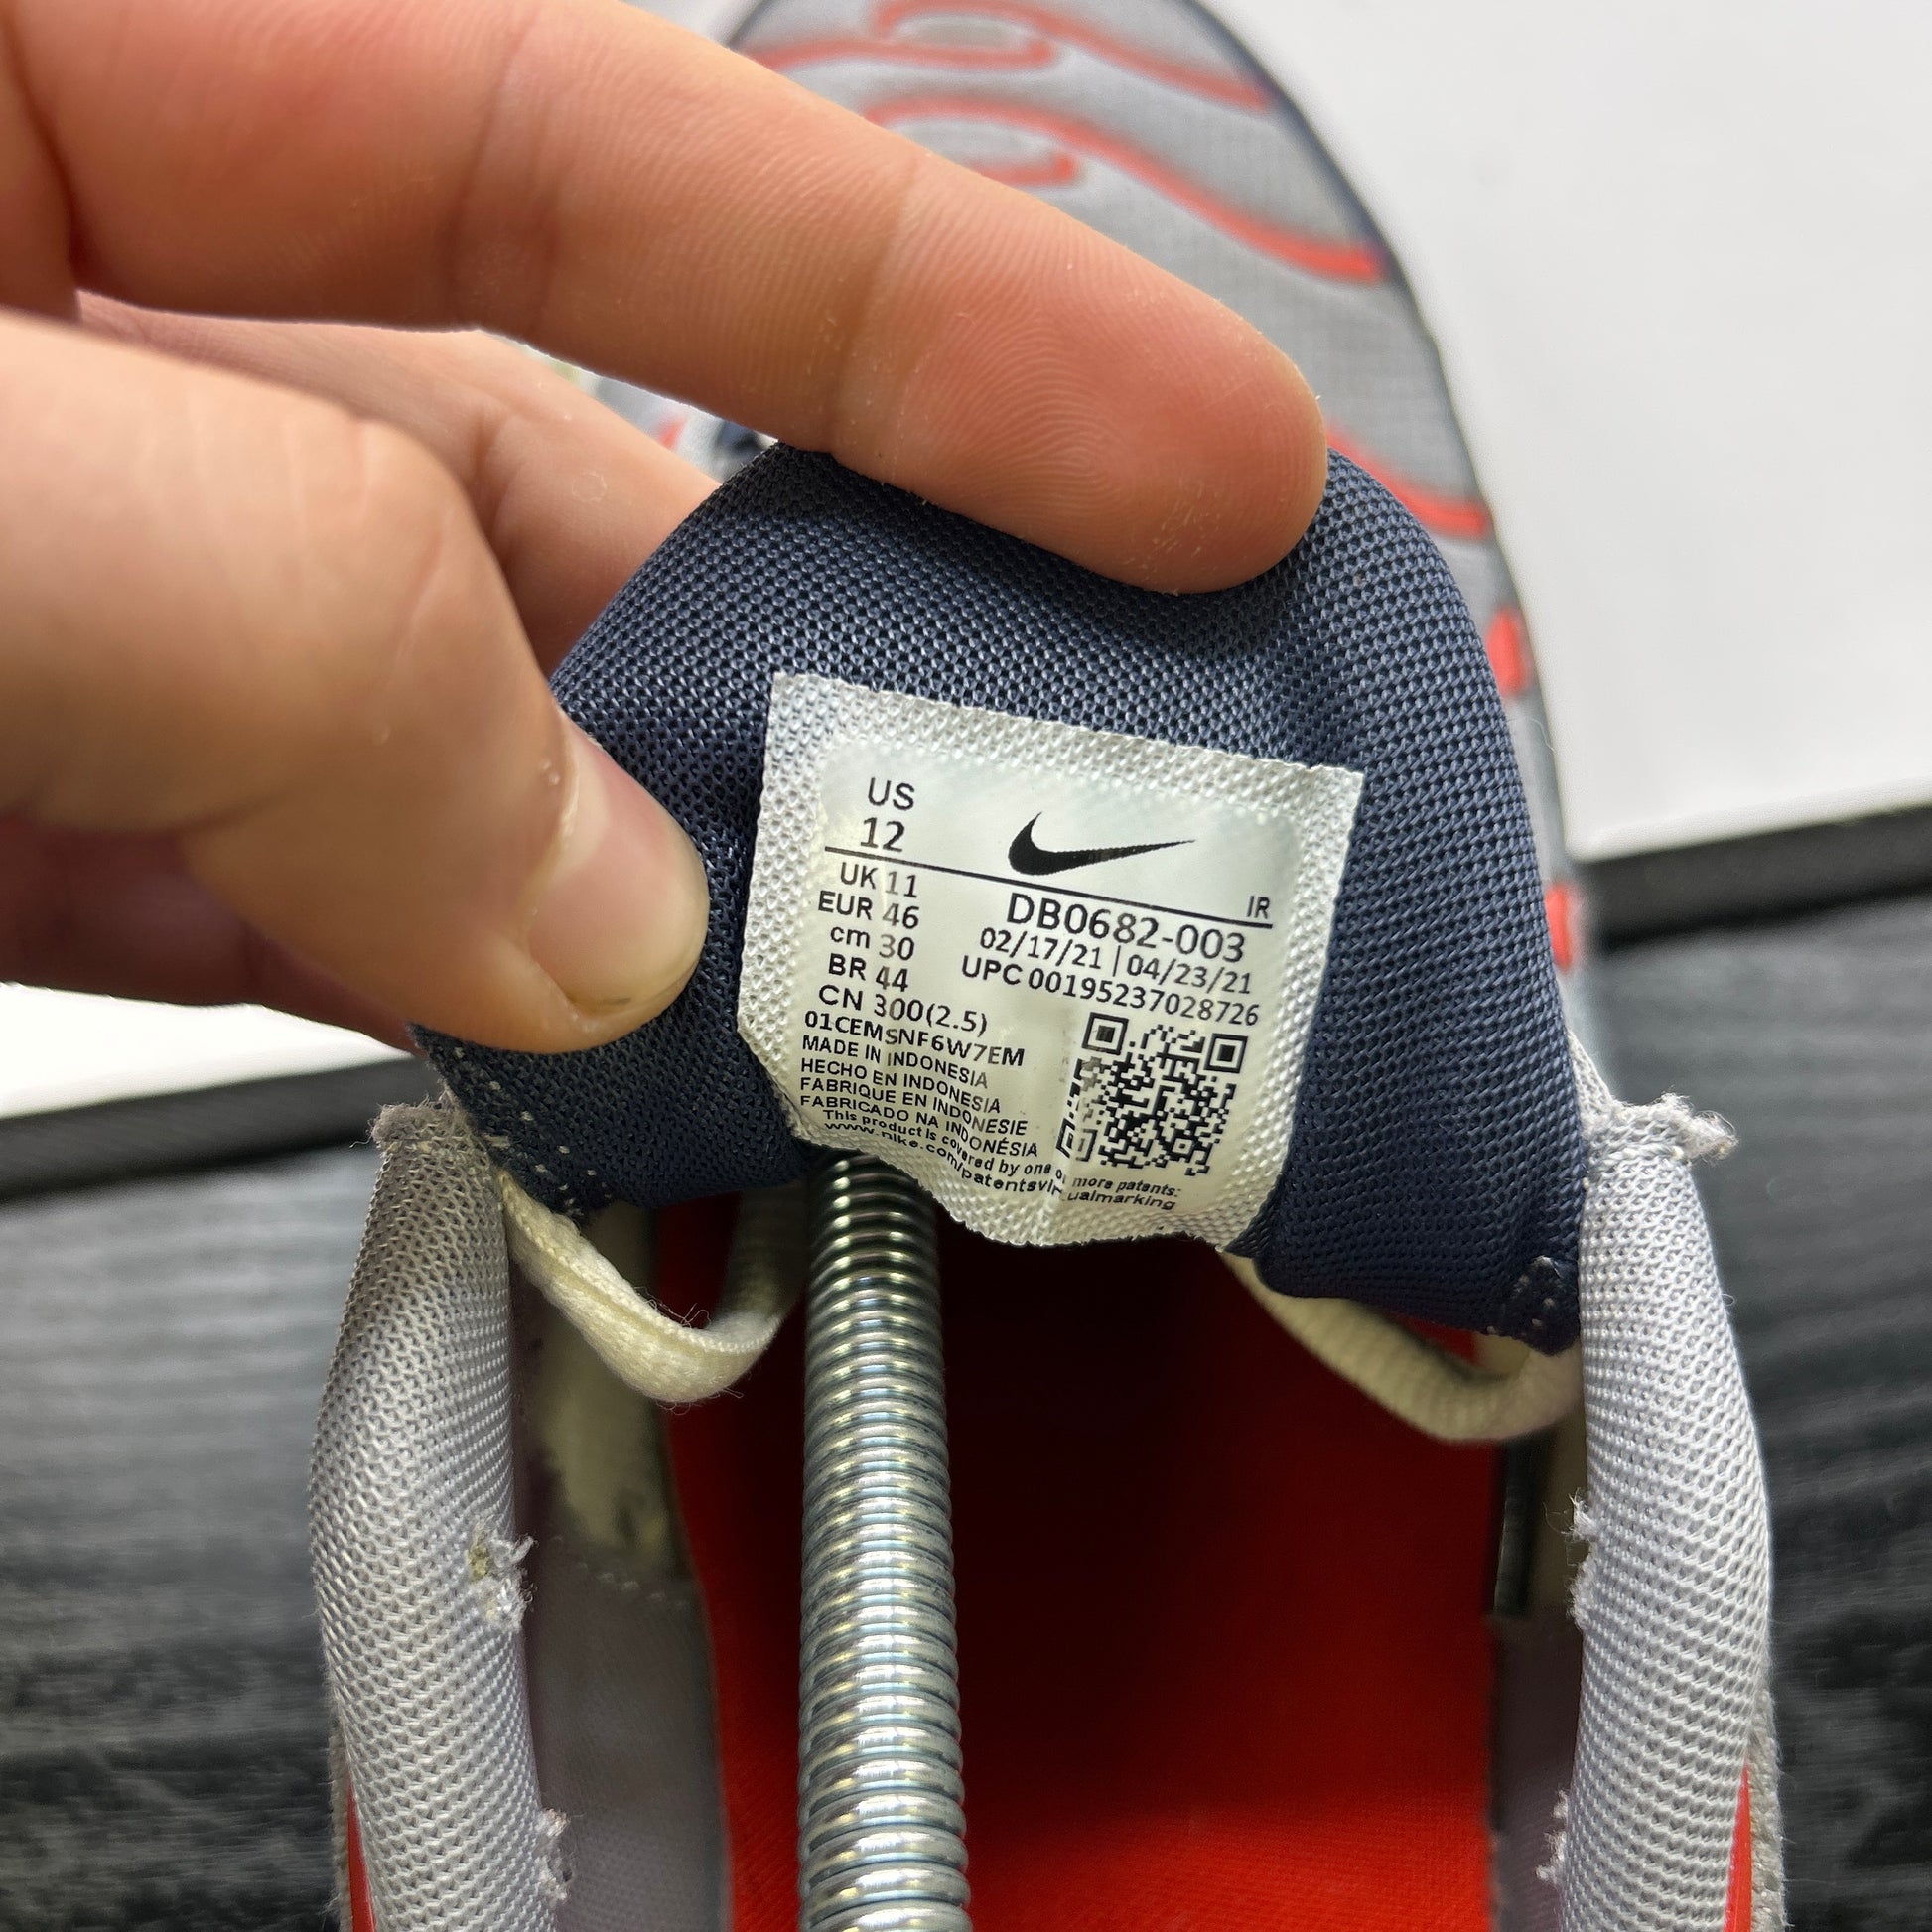 US
12
IR
UK 11
EUR 46
cm 30
BR 44
CN 300(2.5)
DB0682-003
02/17/21 | 04/23/21
UPC 00195237028726
01CEMSNF6W7EM
MADE IN INDONESIA
HECHO EN INDONESIA
FABRIQUE EN INDONESIE
FABRICADO NA INDONÉSIA
This product is covered by one or more patents:
www.nike.com/patentsvirtualmarking